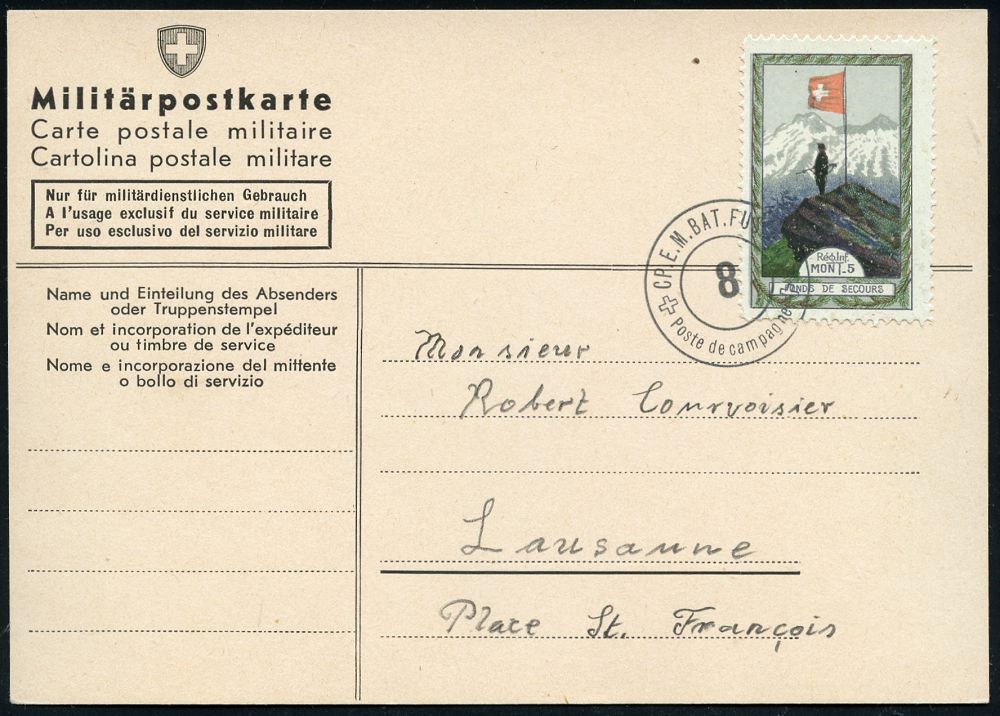 Militärpostkarte
Carte postale militaire
Cartolina postale militare
Nur für militärdienstlichen Gebrauch
A l'usage exclusif du service militaire
Per uso esclusivo del servizio militare
Rég. Inf.
MONT. 5
FONDS DE SECOURS
CP. E. M. BAT. FUS.
8
Poste de campagne
Name und Einteilung des Absenders
oder Truppenstempel
Nom et incorporation de l'expéditeur
ou timbre de service
Nome e incorporazione del mittente
o bollo di servizio
Monsieur
Robert Courvoisier
Lausanne
Place St. François